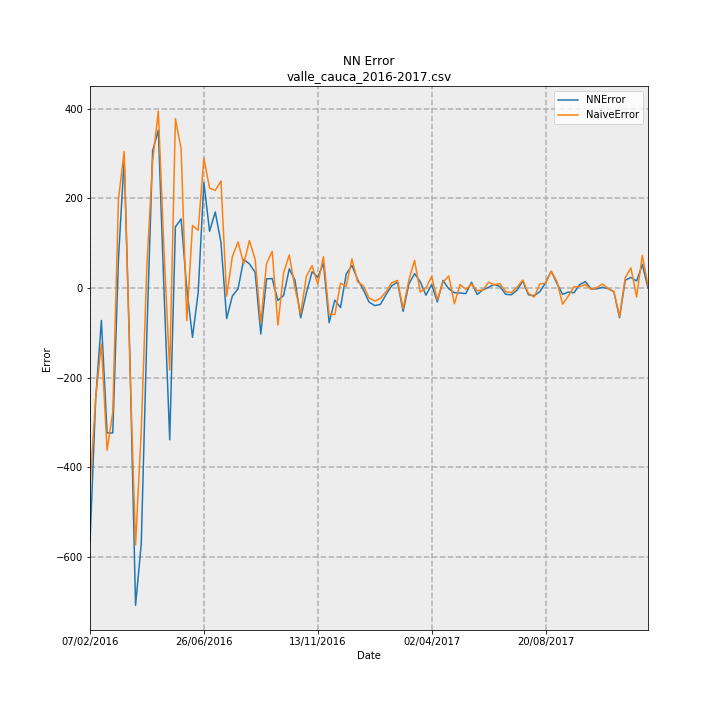 NN Error
valle_cauca_2016-2017.csv
NNError
NaiveError
400
200
0
−200
−400
−600
Error
07/02/2016
26/06/2016
13/11/2016
02/04/2017
20/08/2017
Date